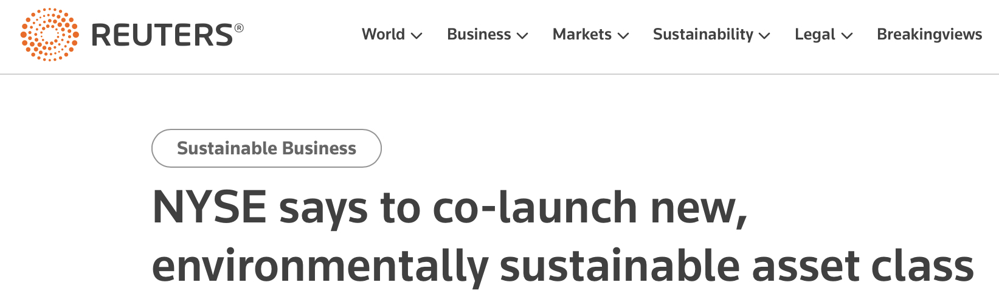 REUTERS®
World Business Markets Sustainability Legal Breakingviews
Sustainable Business
NYSE says to co-launch new,
environmentally sustainable asset class